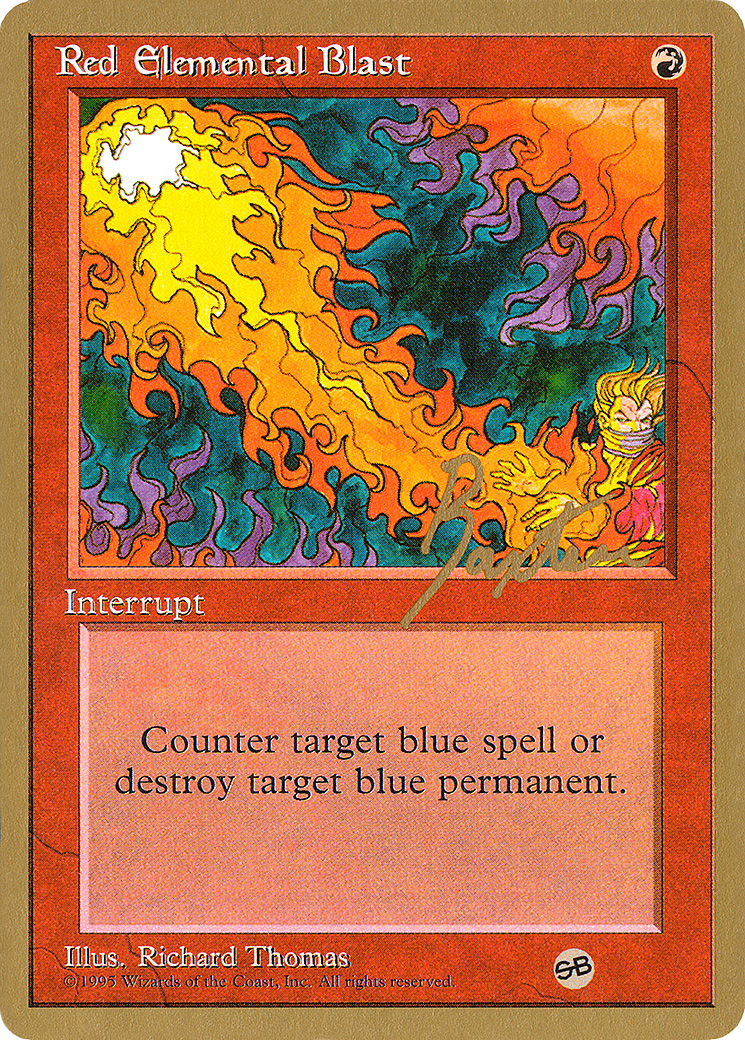 Red Elemental Blast
Baxter
Interrupt
Counter target blue spell or
destroy target blue permanent.
Illus. Richard Thomas
©1995 Wizards of the Coast, Inc. All rights reserved.
SB